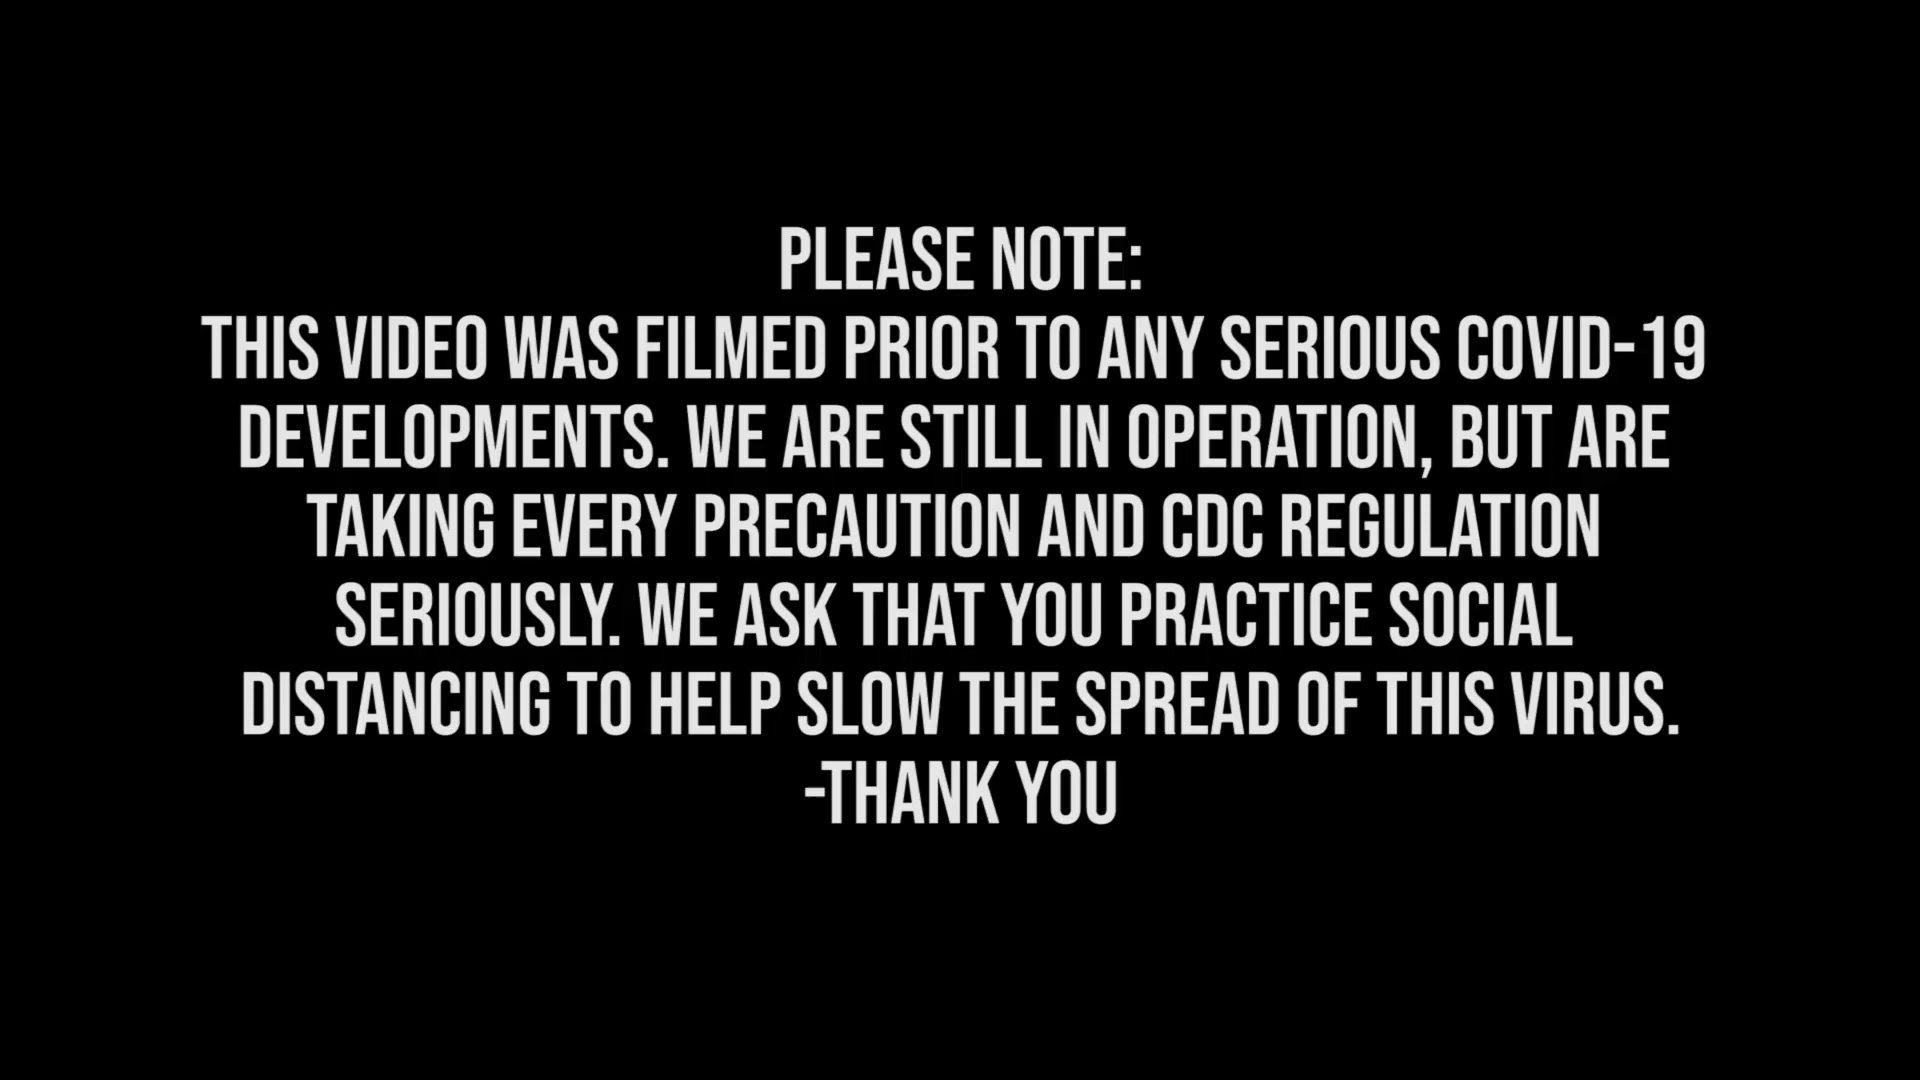 PLEASE NOTE:
THIS VIDEO WAS FILMED PRIOR TO ANY SERIOUS COVID-19
DEVELOPMENTS. WE ARE STILL IN OPERATION, BUT ARE
TAKING EVERY PRECAUTION AND CDC REGULATION
SERIOUSLY. WE ASK THAT YOU PRACTICE SOCIAL
DISTANCING TO HELP SLOW THE SPREAD OF THIS VIRUS.
-THANK YOU